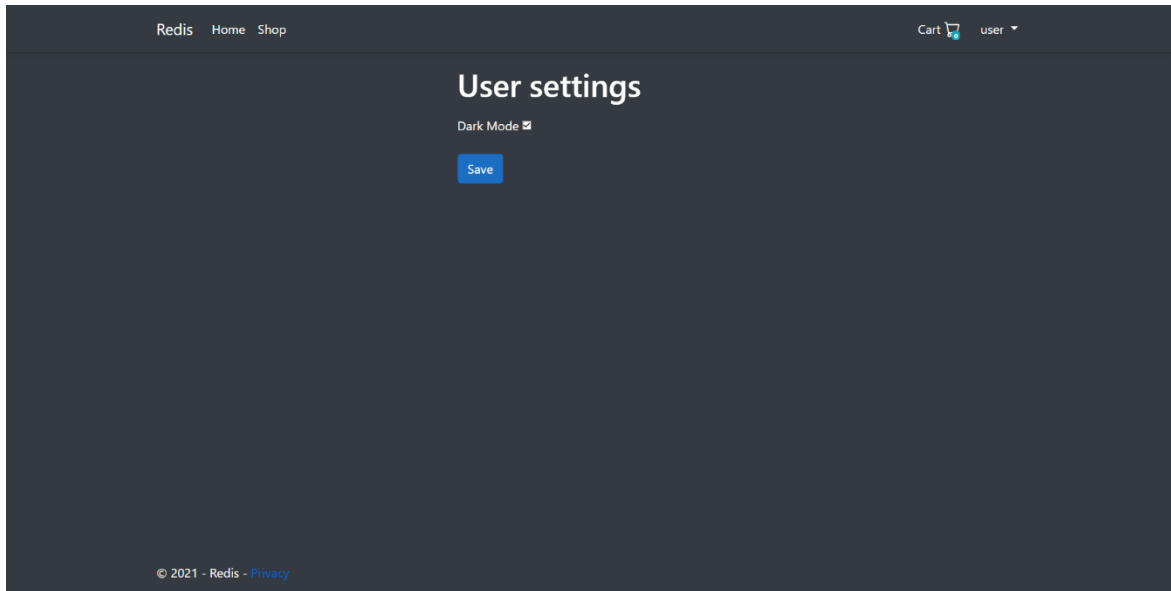 Redis Home Shop Cart user
User settings
Dark Mode
Save
© 2021 - Redis - Privacy